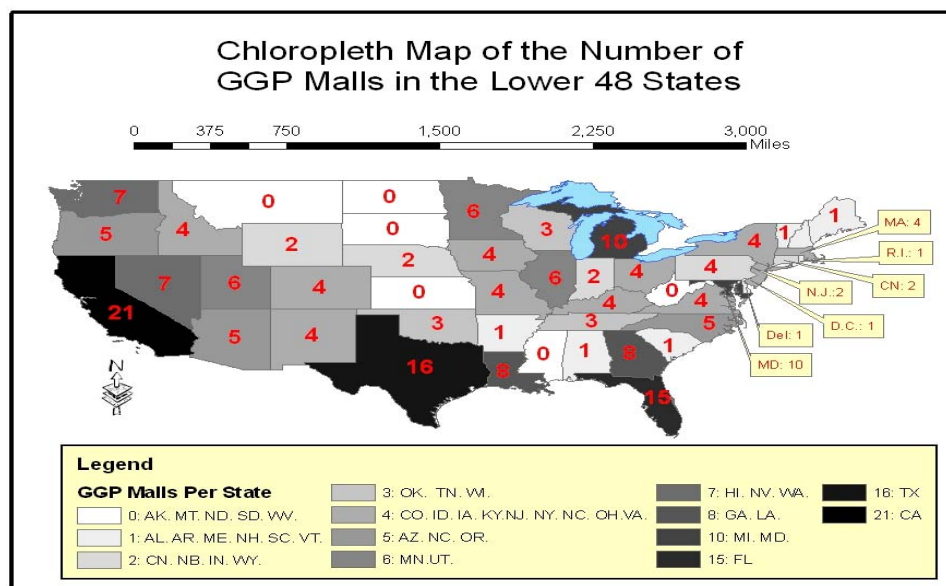 Chloropleth Map of the Number of
GGP Malls in the Lower 48 States
0 375 750 1,500 2,250 3,000
Miles
7
0
0
6
1
5
4
0
3
10
4
1
MA: 4
2
2
4
R.I.: 1
7
6
4
0
4
6
2
4
4
0
4
N.J.:2
CN: 2
21
5
4
3
1
4
3
5
D.C.: 1
Del: 1
MD: 10
16
8
0
1
8
1
15
N
Legend
GGP Malls Per State
0: AK. MT. ND. SD. WV.
1: AL. AR. ME. NH. SC. VT.
2: CN. NB. IN. WY.
3: OK. TN. WI.
4: CO. ID. IA. KY.NJ. NY. NC. OH.VA.
5: AZ. NC. OR.
6: MN.UT.
7: HI. NV. WA.
8: GA. LA.
10: MI. MD.
15: FL
16: TX
21: CA